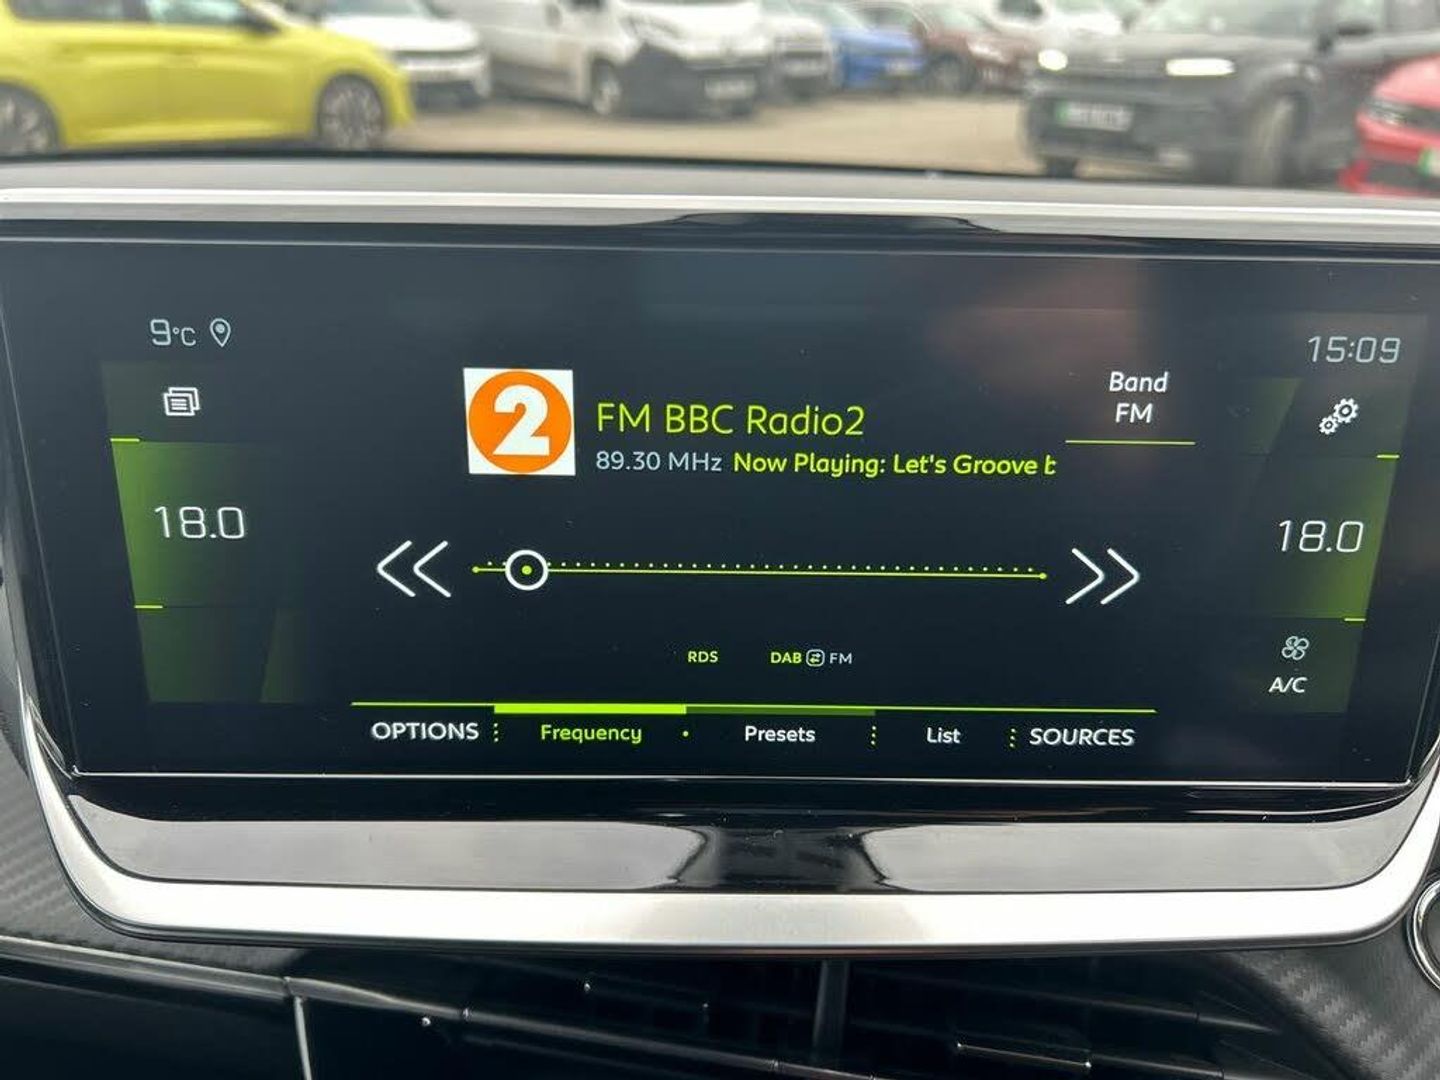 9°C
15:09
2
FM BBC Radio2
89.30 MHz Now Playing: Let's Groove b
Band
FM
18.0
18.0
RDS DAB FM
A/C
OPTIONS Frequency Presets List SOURCES